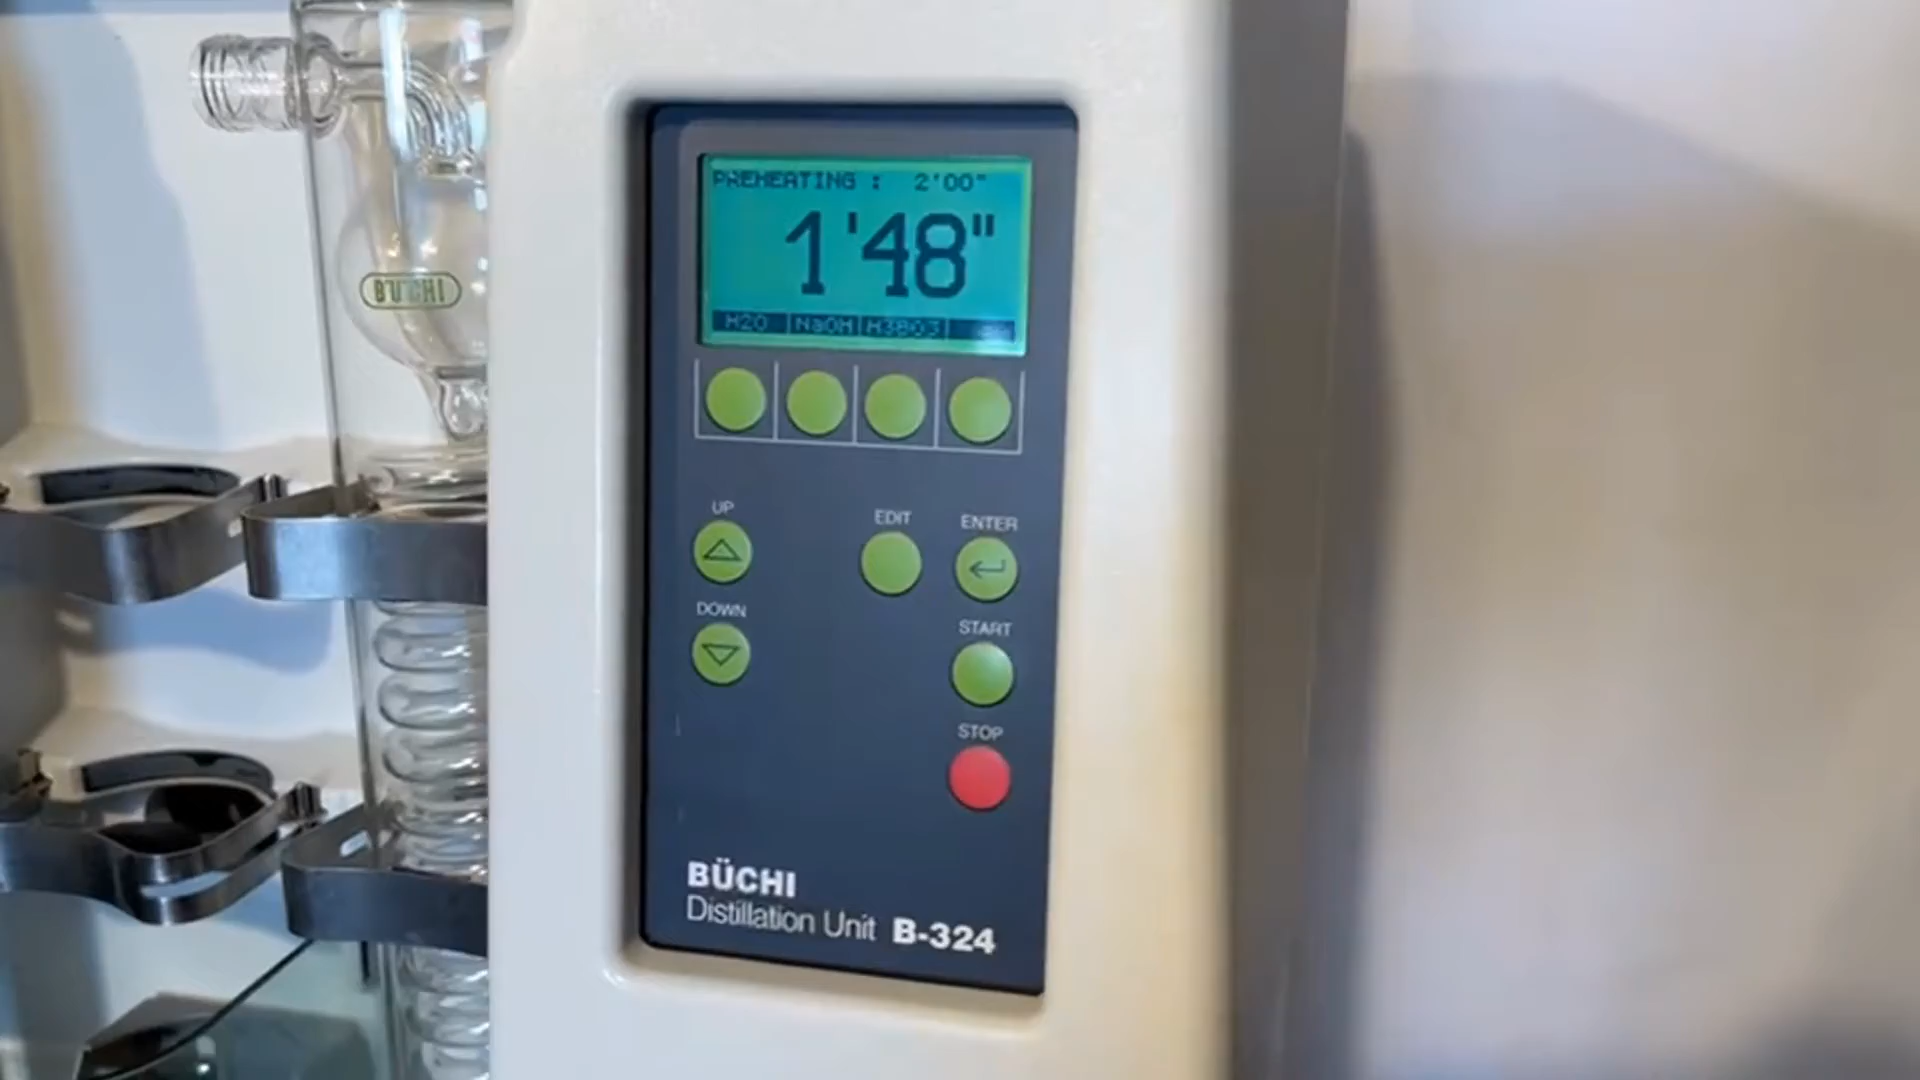 BÜCHI
PREHEATING : 2'00"
1'48"
H2O NaOH H3BO3
UP
EDIT
ENTER
DOWN
START
STOP
BÜCHI
Distillation Unit B-324